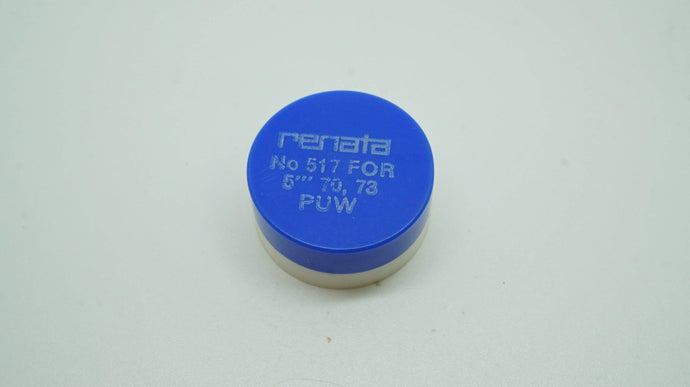 renata
No 517 FOR
5''' 70, 73
PUW